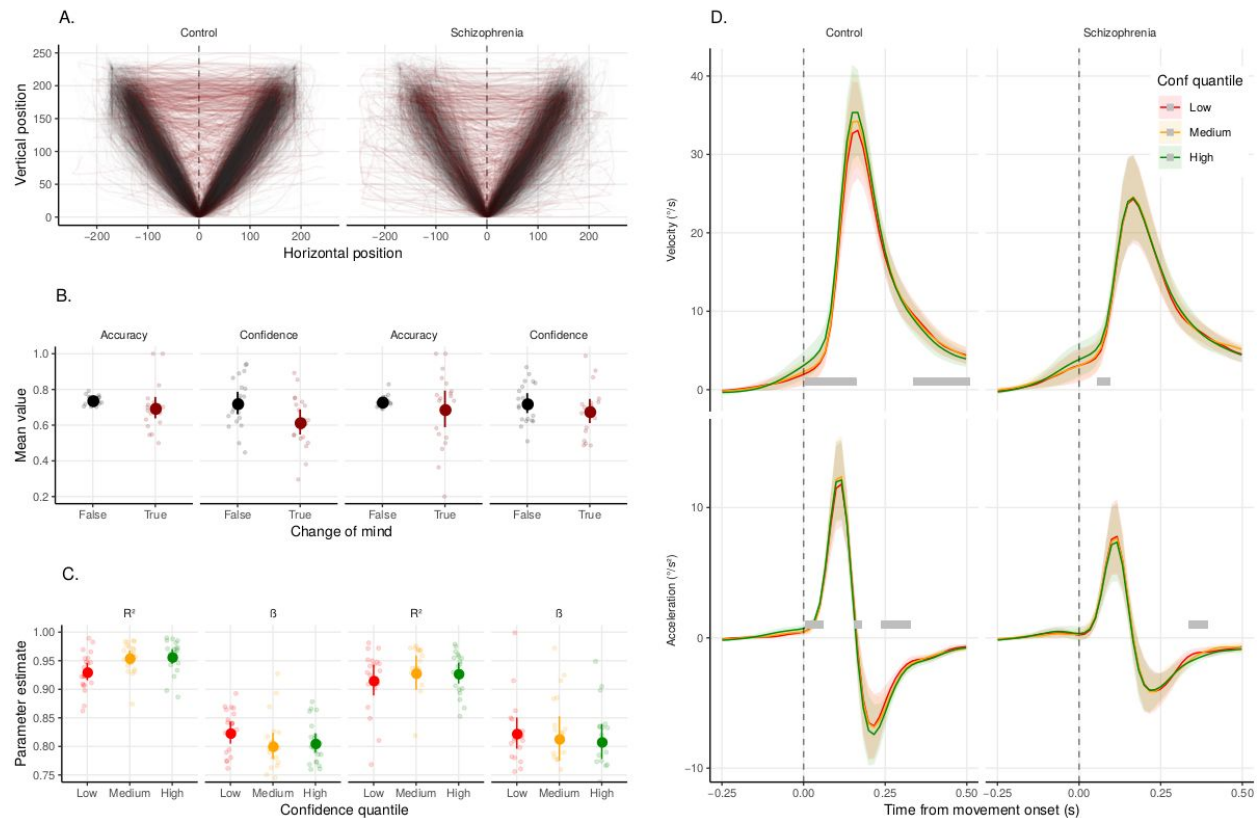 A.
Control Schizophrenia
Vertical position
250
200
150
100
50
0
−200 −100 0 100 200 −200 −100 0 100 200
Horizontal position
B.
Accuracy Confidence Accuracy Confidence
Mean value
1.0
0.8
0.6
0.4
0.2
False True False True False True False True
Change of mind
C.
R² ß R² ß
Parameter estimate
1.00
0.95
0.90
0.85
0.80
0.75
Low Medium High Low Medium High Low Medium High Low Medium High
Confidence quantile
D.
Control Schizophrenia
Conf quantile
Low
Medium
High
Velocity (°/s)
40
30
20
10
0
Acceleration (°/s²)
10
0
−10
−0.25 0.00 0.25 0.50 −0.25 0.00 0.25 0.50
Time from movement onset (s)